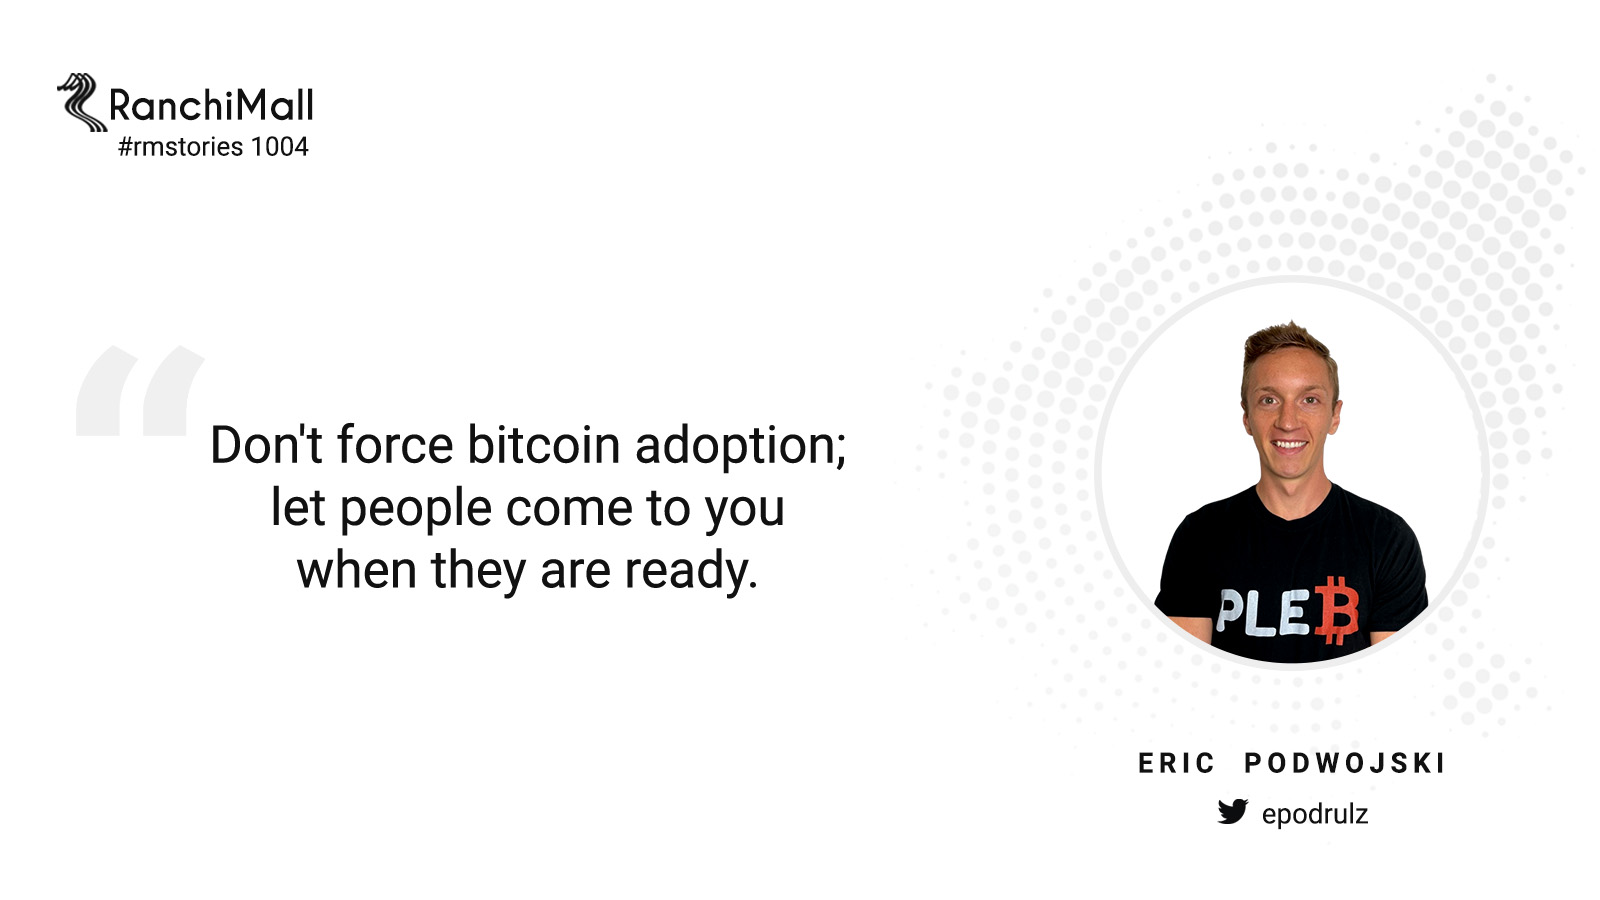 RanchiMall
#rmstories 1004
“
Don't force bitcoin adoption;
let people come to you
when they are ready.
PLEB
ERIC PODWOJSKI
epodrulz